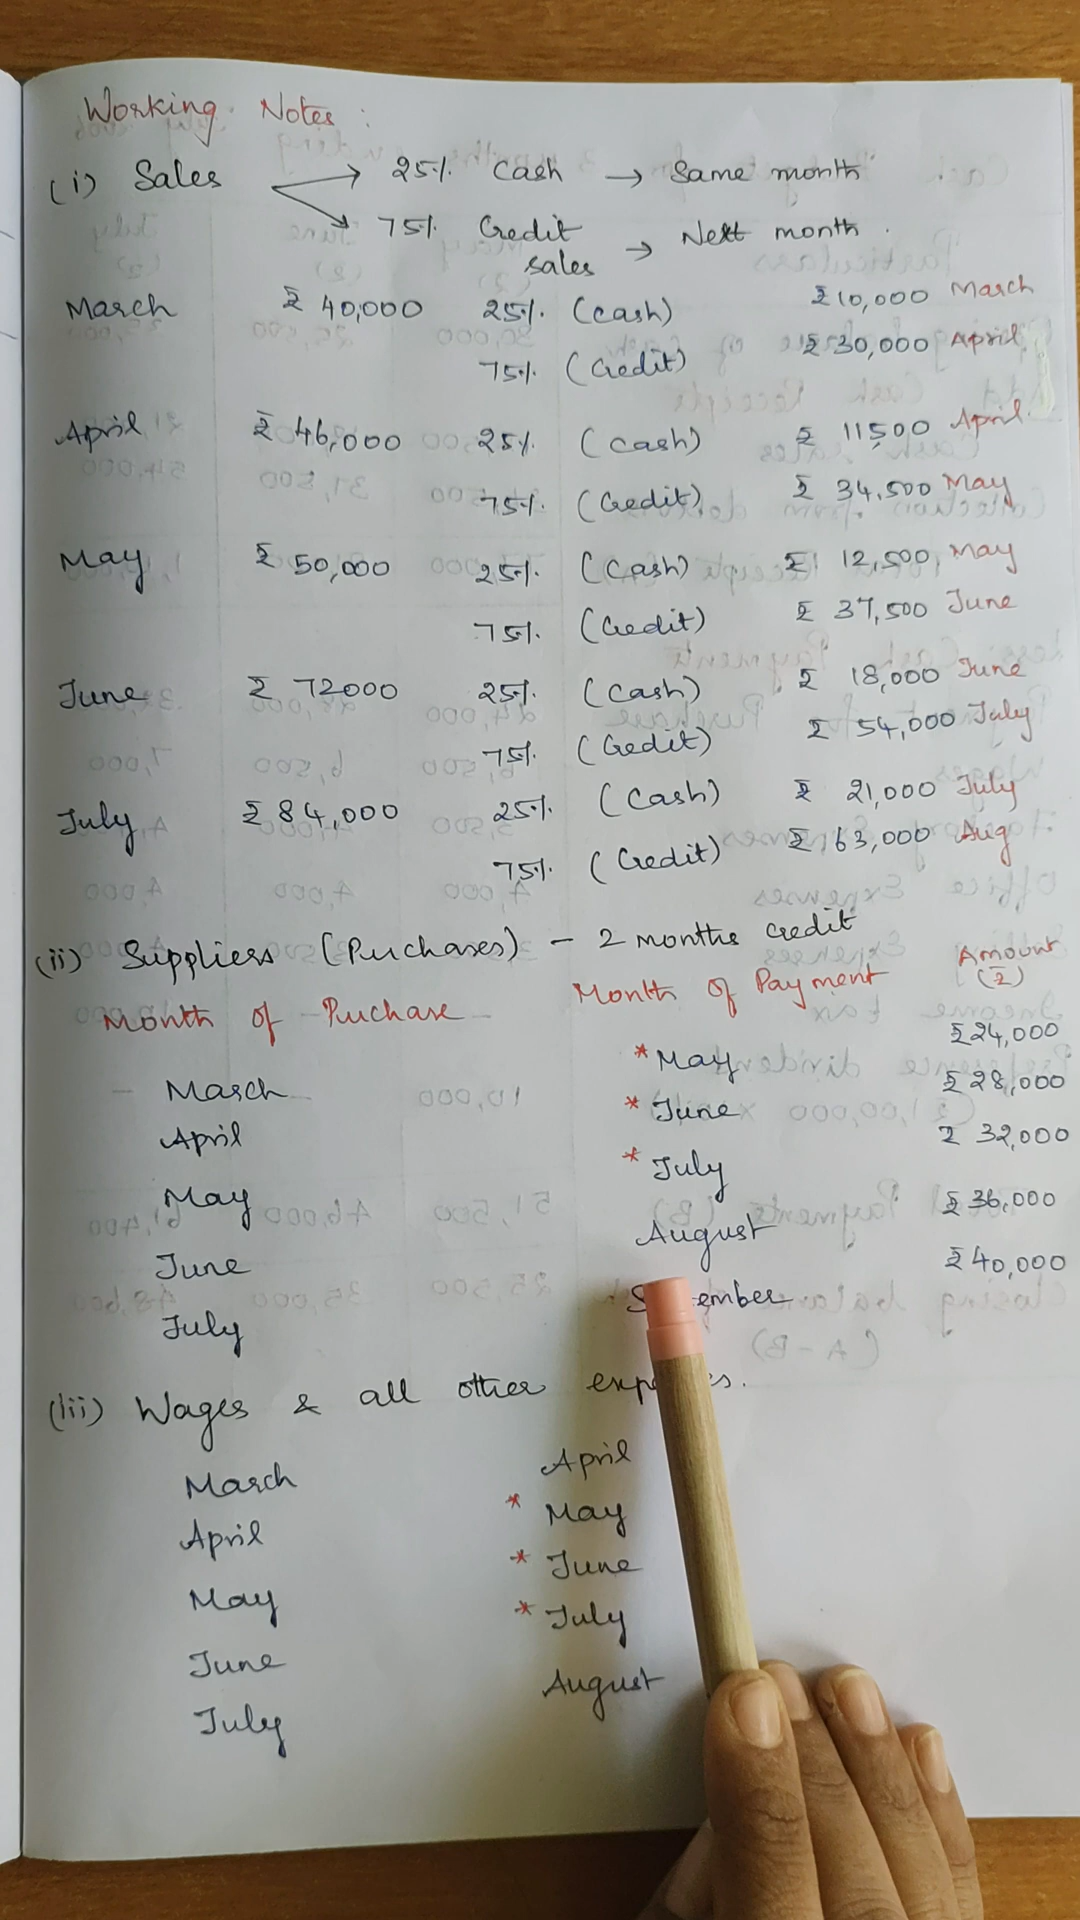 Working Notes :
(i) Sales → 25% Cash → Same month
→ 75% Credit sales → Next month.
March ₹ 40,000 25% (Cash) ₹10,000 March
75% (Credit) ₹30,000 April
April ₹ 46,000 25% (Cash) ₹ 11,500 April
75% (Credit) ₹ 34,500 May
May ₹ 50,000 25% (Cash) ₹ 12,500 May
75% (Credit) ₹ 37,500 June
June ₹ 72000 25% (Cash) ₹ 18,000 June
75% (Credit) ₹ 54,000 July
July ₹ 84,000 25% (Cash) ₹ 21,000 July
75% (Credit) ₹ 63,000 Aug
(ii) Suppliers (Purchases) - 2 months credit
Month of Purchase Month of Payment Amount (₹)
March * May ₹24,000
April * June ₹28,000
May * July ₹ 32,000
June August ₹36,000
July ember ₹40,000
(iii) Wages & all other
March April
April * May
May * June
June * July
July August